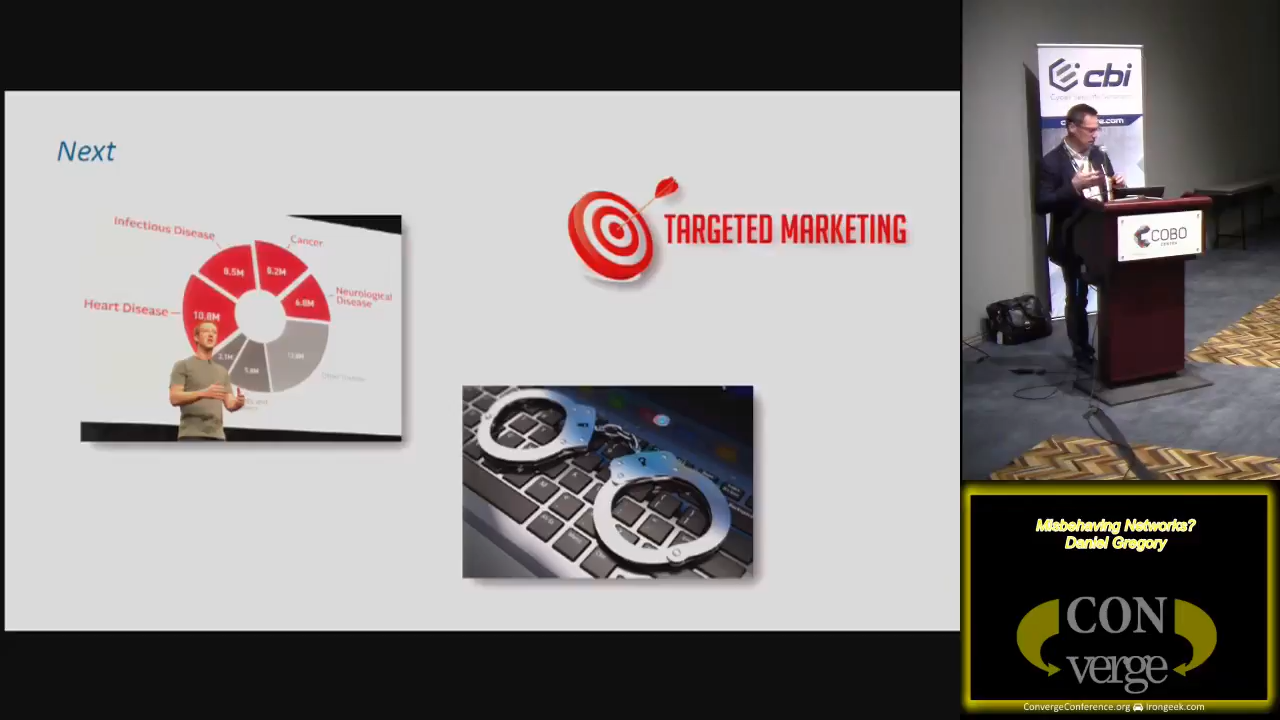 Next
TARGETED MARKETING
Infectious Disease
Cancer
8.5M
8.2M
Neurological
Disease
6.8M
Heart Disease
10.8M
cbi
COBO
CENTER
Misbehaving Networks?
Daniel Gregory
CON
verge
ConvergeConference.org
Irongeek.com